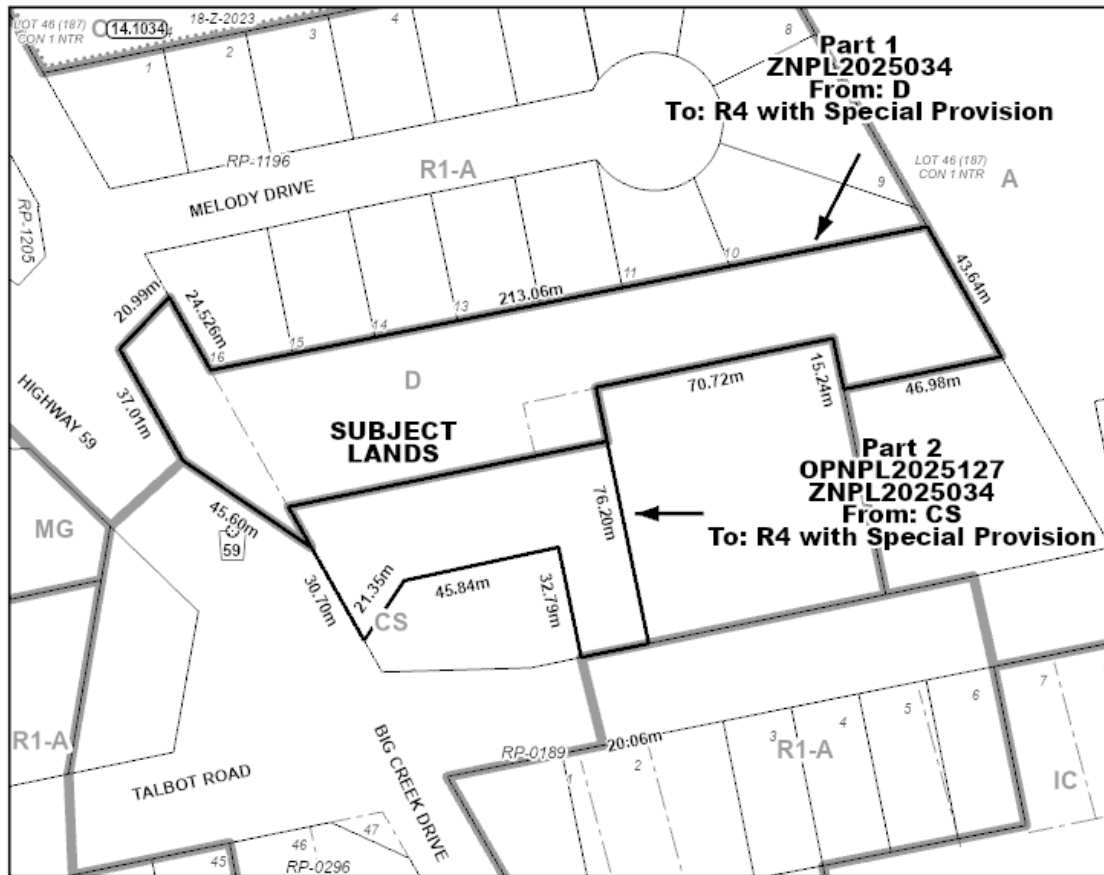 LOT 46 (187)
CON 1 NTR
14.1034
18-Z-2023
4
1
2
3
4
8
Part 1
ZNPL2025034
From: D
To: R4 with Special Provision
RP-1196
R1-A
MELODY DRIVE
LOT 46 (187)
CON 1 NTR
A
9
RP-1205
10
11
13
14
15
16
213.06m
43.64m
20.99m
24.526m
37.01m
HIGHWAY 59
D
SUBJECT
LANDS
70.72m
15.24m
46.98m
Part 2
OPNPL2025127
ZNPL2025034
From: CS
To: R4 with Special Provision
76.20m
MG
45.60m
59
30.70m
21.35m
45.84m
32.79m
CS
R1-A
TALBOT ROAD
BIG CREEK DRIVE
RP-0189
20.06m
1
2
3
4
5
6
7
R1-A
IC
45
46
47
RP-0296